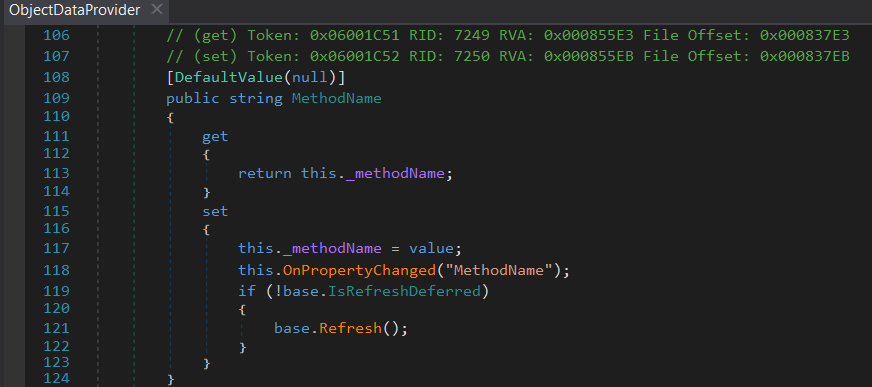 ObjectDataProvider ×
106 // (get) Token: 0x06001C51 RID: 7249 RVA: 0x000855E3 File Offset: 0x000837E3
107 // (set) Token: 0x06001C52 RID: 7250 RVA: 0x000855EB File Offset: 0x000837EB
108 [DefaultValue(null)]
109 public string MethodName
110 {
111 get
112 {
113 return this._methodName;
114 }
115 set
116 {
117 this._methodName = value;
118 this.OnPropertyChanged("MethodName");
119 if (!base.IsRefreshDeferred)
120 {
121 base.Refresh();
122 }
123 }
124 }